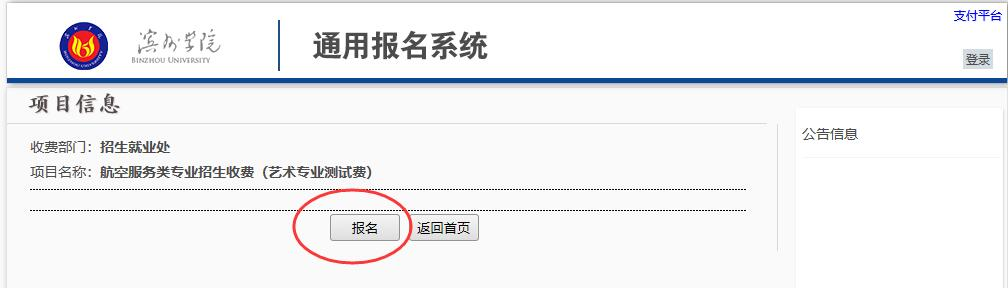 支付平台
滨州学院
BINZHOU UNIVERSITY
通用报名系统
登录
项目信息
公告信息
收费部门：招生就业处
项目名称：航空服务类专业招生收费（艺术专业测试费）
报名 返回首页